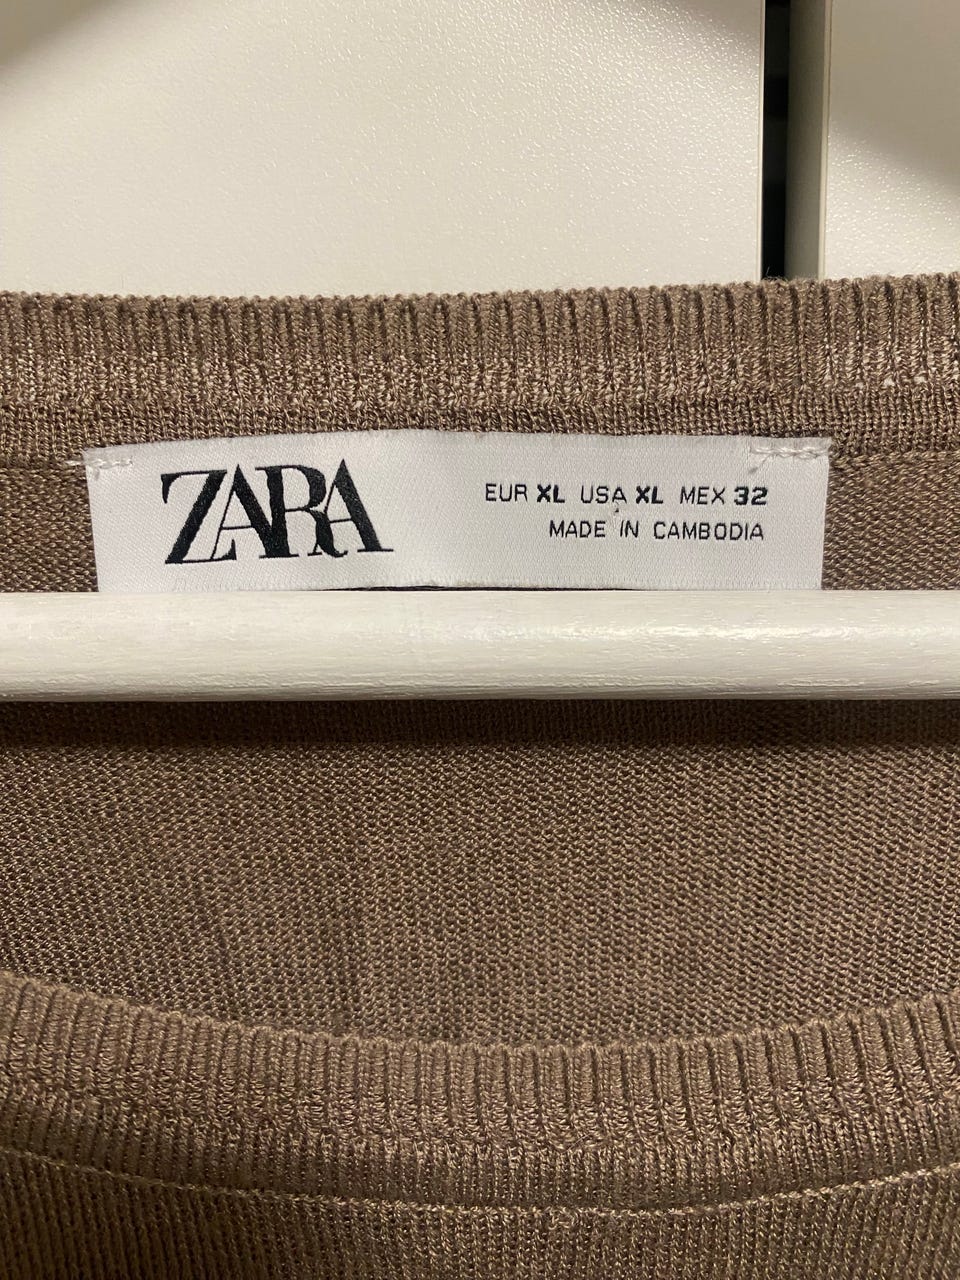 ZARA
EUR XL USA XL MEX 32
MADE IN CAMBODIA